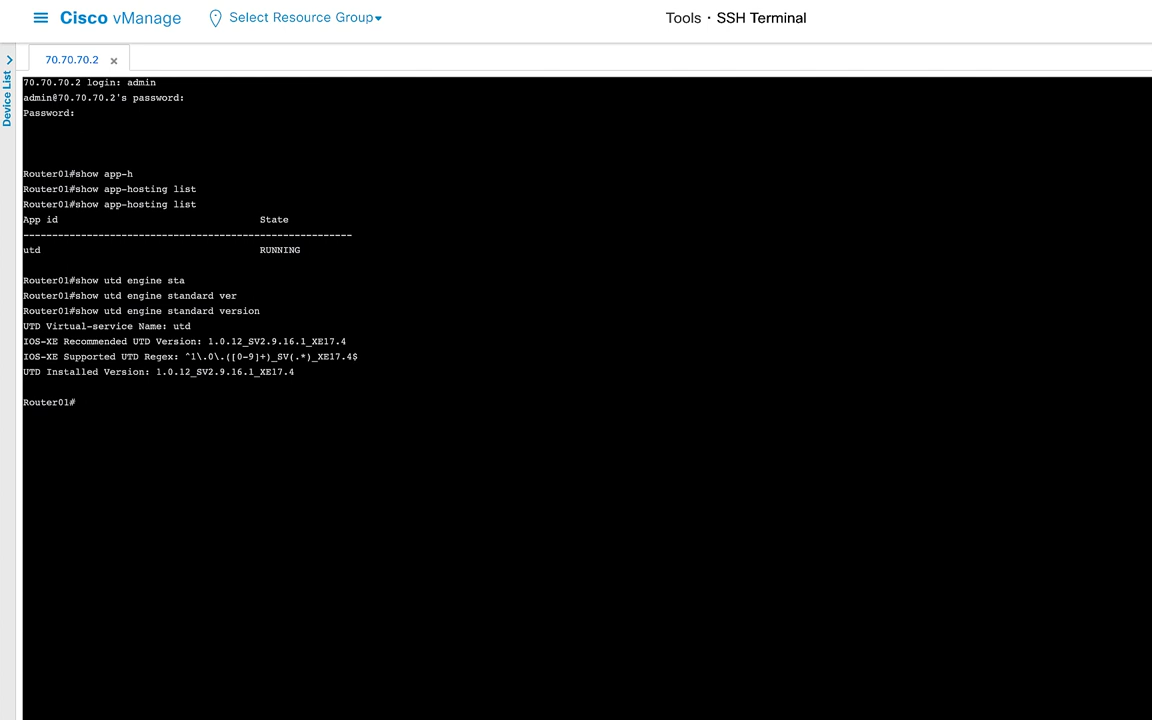 Cisco vManage
Select Resource Group
Tools · SSH Terminal
Device List
70.70.70.2
70.70.70.2 login: admin
admin@70.70.70.2's password:
Password:
Router01#show app-h
Router01#show app-hosting list
Router01#show app-hosting list
App id State
---------------------------------------------------------
utd RUNNING
Router01#show utd engine sta
Router01#show utd engine standard ver
Router01#show utd engine standard version
UTD Virtual-service Name: utd
IOS-XE Recommended UTD Version: 1.0.12_SV2.9.16.1_XE17.4
IOS-XE Supported UTD Regex: ^1\.0\.([0-9]+)_SV(.*)_XE17.4$
UTD Installed Version: 1.0.12_SV2.9.16.1_XE17.4
Router01#